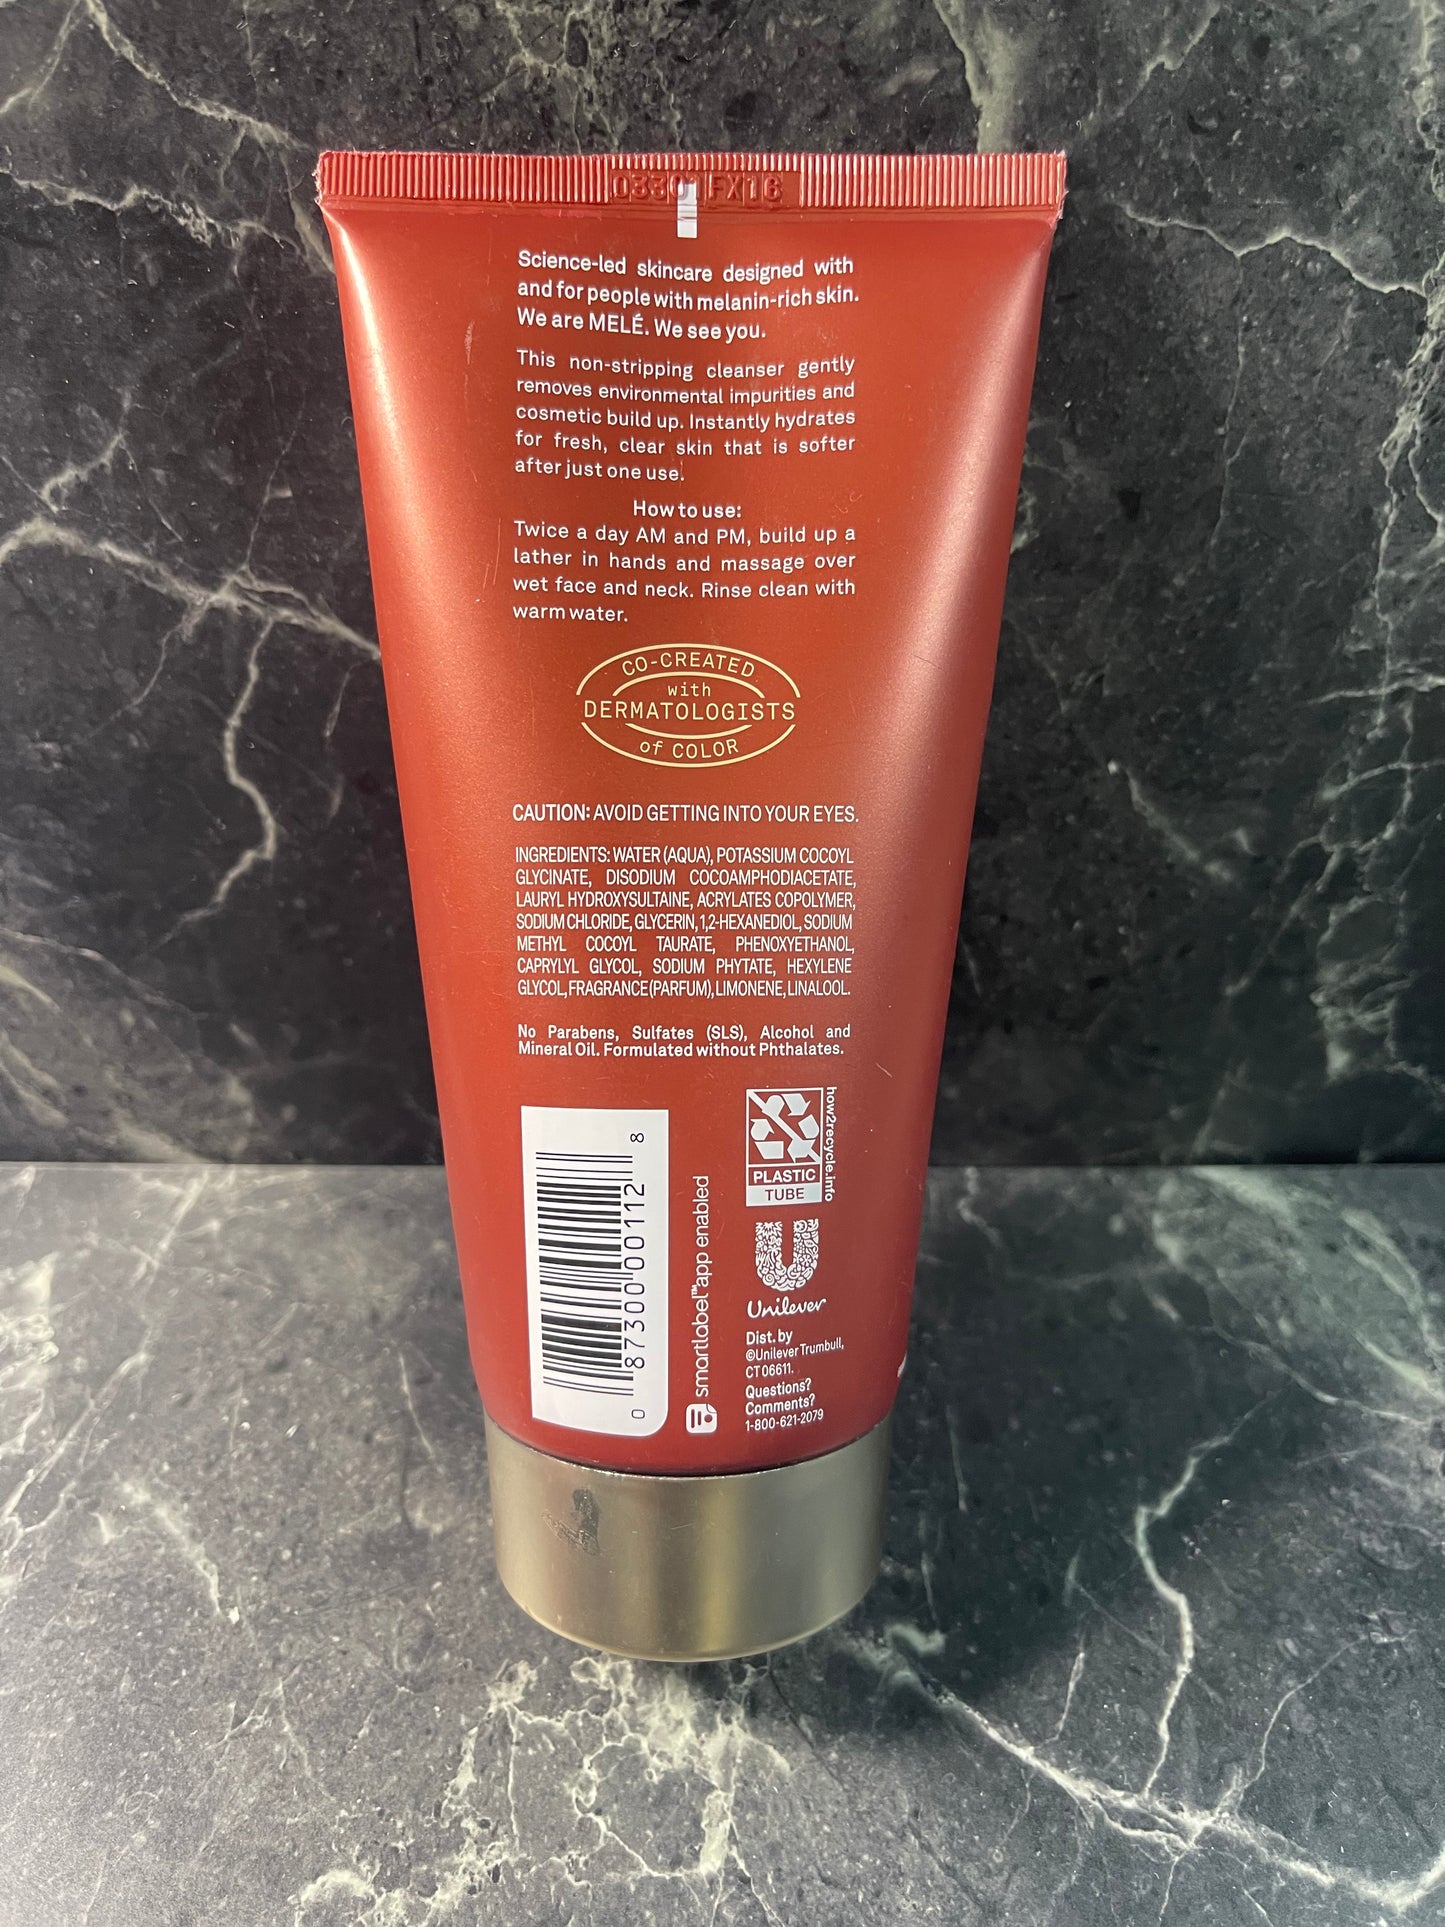 03301FX16
Science-led skincare designed with
and for people with melanin-rich skin.
We are MELÉ. We see you.
This non-stripping cleanser gently
removes environmental impurities and
cosmetic build up. Instantly hydrates
for fresh, clear skin that is softer
after just one use.
How to use:
Twice a day AM and PM, build up a
lather in hands and massage over
wet face and neck. Rinse clean with
warm water.
CO-CREATED
with
DERMATOLOGISTS
of COLOR
CAUTION: AVOID GETTING INTO YOUR EYES.
INGREDIENTS: WATER (AQUA), POTASSIUM COCOYL
GLYCINATE, DISODIUM COCOAMPHODIACETATE,
LAURYL HYDROXYSULTAINE, ACRYLATES COPOLYMER,
SODIUM CHLORIDE, GLYCERIN, 1,2-HEXANEDIOL, SODIUM
METHYL COCOYL TAURATE, PHENOXYETHANOL,
CAPRYLYL GLYCOL, SODIUM PHYTATE, HEXYLENE
GLYCOL, FRAGRANCE (PARFUM), LIMONENE, LINALOOL.
No Parabens, Sulfates (SLS), Alcohol and
Mineral Oil. Formulated without Phthalates.
0 87300 00112 8
smartlabel™ app enabled
how2recycle.info
PLASTIC
TUBE
Unilever
Dist. by
©Unilever Trumbull,
CT 06611.
Questions?
Comments?
1-800-621-2079